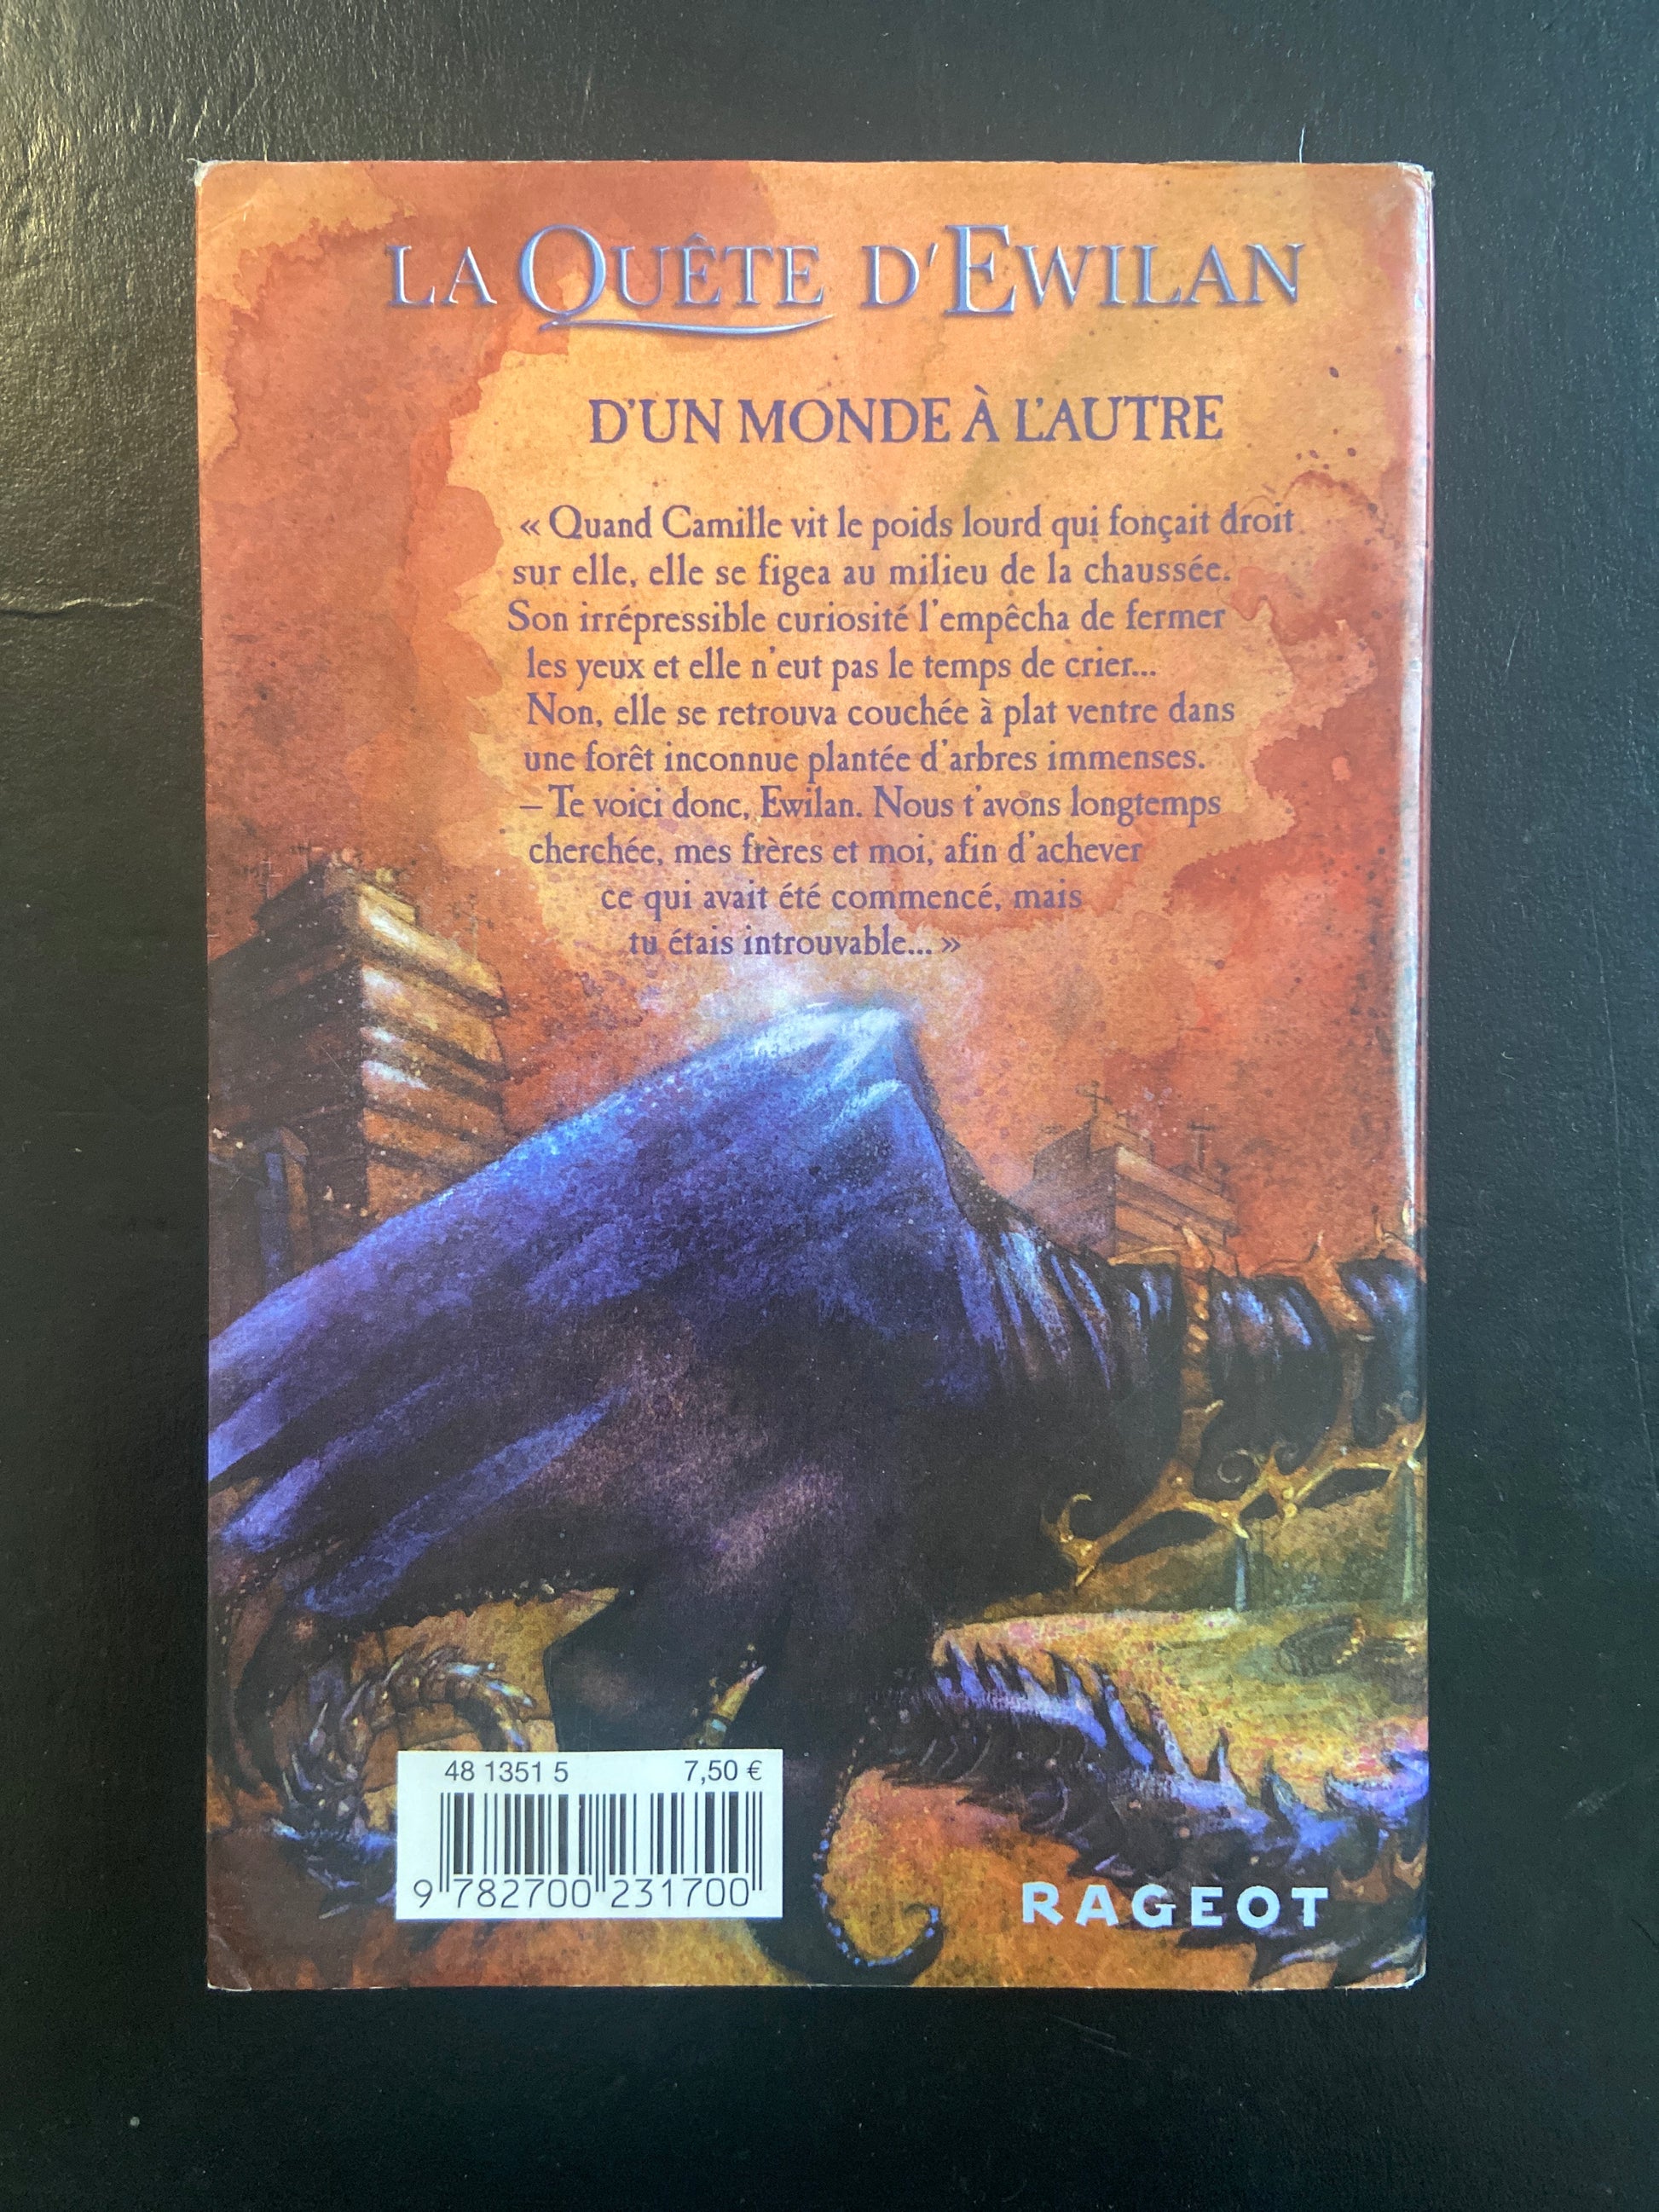 LA QUÊTE D'EWILAN
D'UN MONDE À L'AUTRE
« Quand Camille vit le poids lourd qui fonçait droit
sur elle, elle se figea au milieu de la chaussée.
Son irrépressible curiosité l'empêcha de fermer
les yeux et elle n'eut pas le temps de crier...
Non, elle se retrouva couchée à plat ventre dans
une forêt inconnue plantée d'arbres immenses.
– Te voici donc, Ewilan. Nous t'avons longtemps
cherchée, mes frères et moi, afin d'achever
ce qui avait été commencé, mais
tu étais introuvable... »
48 1351 5 7,50 €
9 782700 231700
RAGEOT